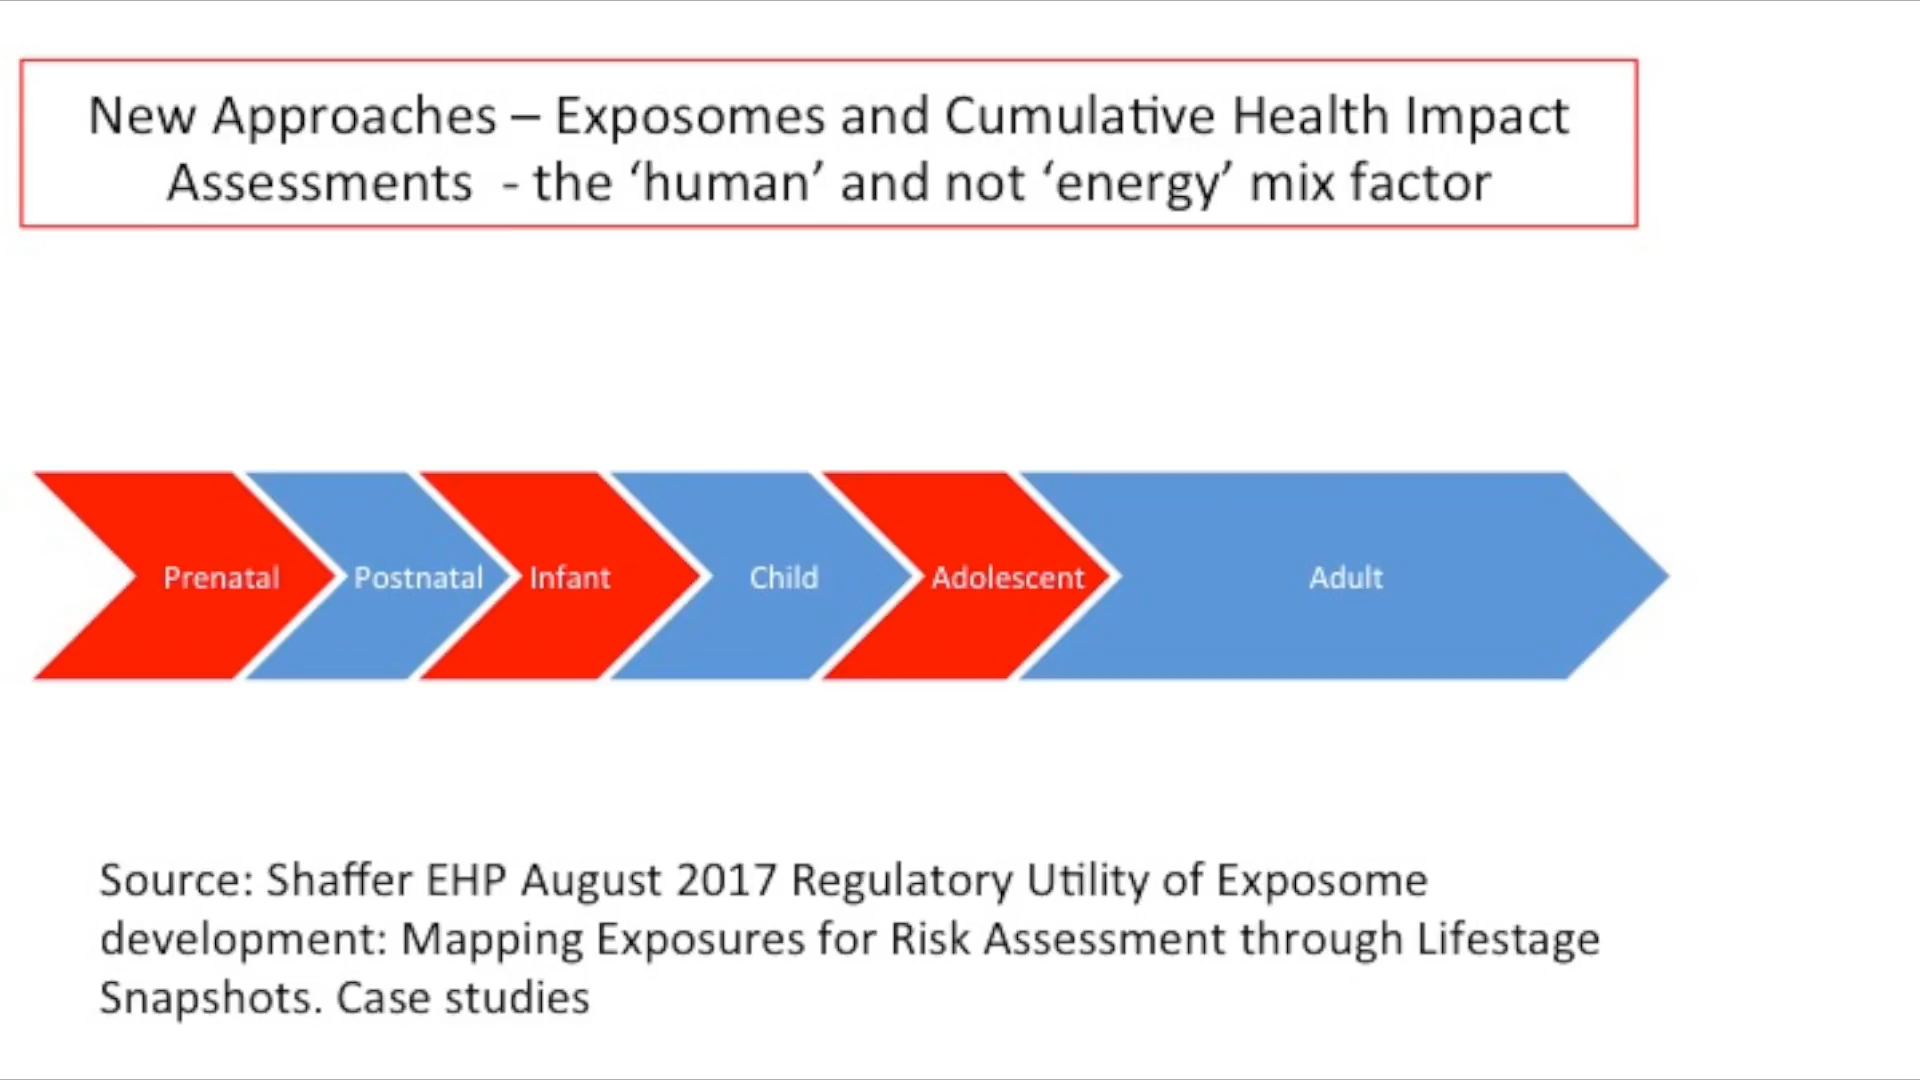 New Approaches – Exposomes and Cumulative Health Impact
Assessments - the ‘human’ and not ‘energy’ mix factor
Prenatal
Postnatal
Infant
Child
Adolescent
Adult
Source: Shaffer EHP August 2017 Regulatory Utility of Exposome
development: Mapping Exposures for Risk Assessment through Lifestage
Snapshots. Case studies